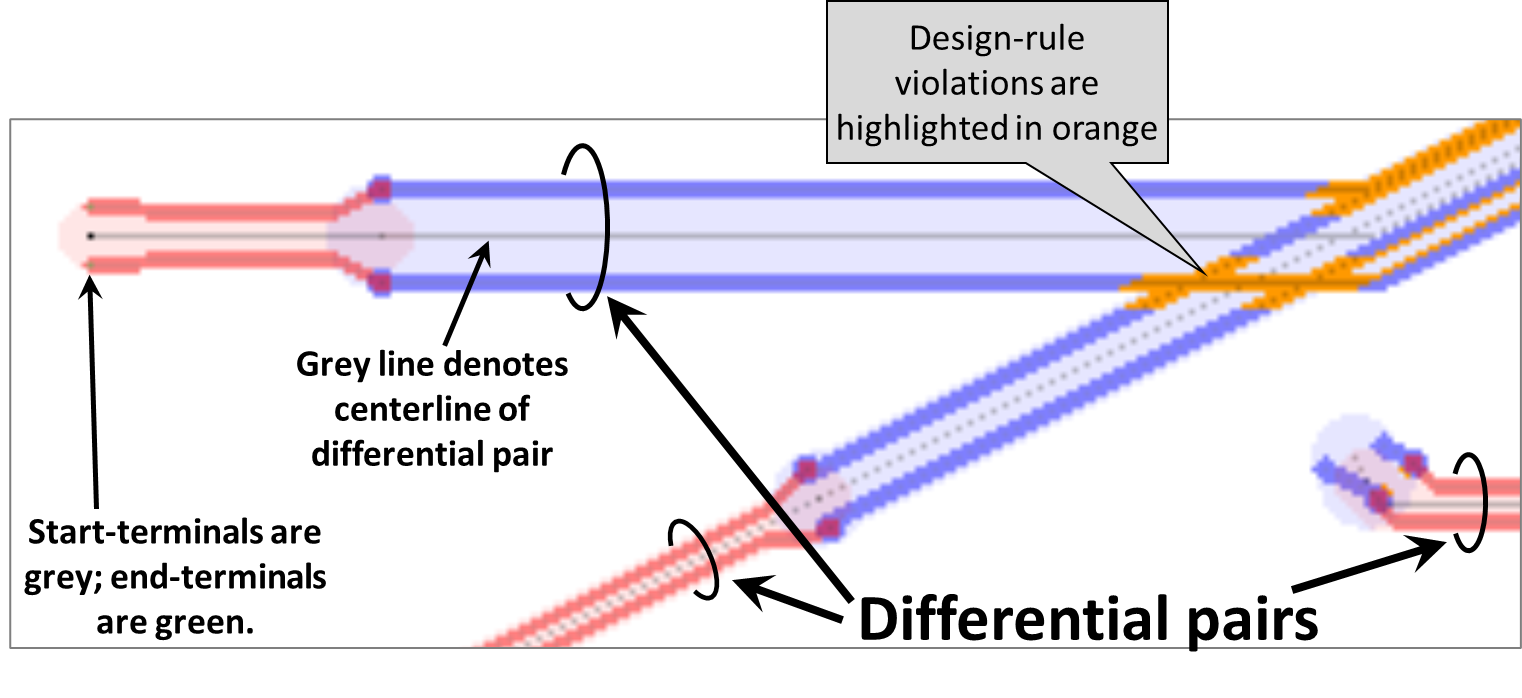 Design-rule
violations are
highlighted in orange
Grey line denotes
centerline of
differential pair
Start-terminals are
grey; end-terminals
are green.
Differential pairs